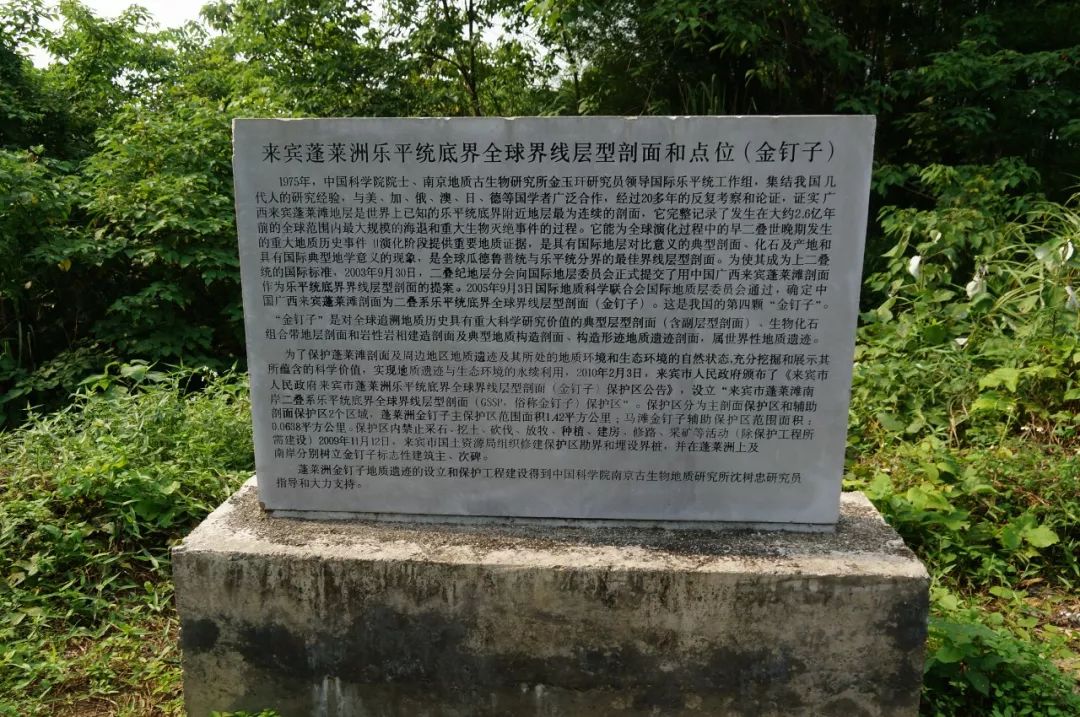 来宾蓬莱洲乐平统底界全球界线层型剖面和点位（金钉子）
1975年，中国科学院院士、南京地质古生物研究所金玉玕研究员领导国际乐平统工作组，集结我国几
代人的研究经验，与美、加、俄、澳、日、德等国学者广泛合作，经过20多年的反复考察和论证，证实广
西来宾蓬莱滩地层是世界上已知的乐平统底界附近地层最为连续的剖面，它完整记录了发生在大约2.6亿年
前的全球范围内最大规模的海退和重大生物灭绝事件的过程。它能为全球演化过程中的早二叠世晚期发生
的重大地质历史事件 II演化阶段提供重要地质证据，是具有国际地层对比意义的典型剖面、化石及产地和
具有国际典型地学意义的现象，是全球瓜德鲁普统与乐平统分界的最佳界线层型剖面。为使其成为上二叠
统的国际标准，2003年9月30日，二叠纪地层分会向国际地层委员会正式提交了用中国广西来宾蓬莱滩剖面
作为乐平统底界界线层型剖面的提案。2005年9月3日国际地质科学联合会国际地质委员会通过，确定中
国广西来宾蓬莱滩剖面为二叠系乐平统底界全球界线层型剖面（金钉子）。这是我国的第四颗“金钉子”。
“金钉子”是对全球追溯地质历史具有重大科学研究价值的典型层型剖面（含副层型剖面）、生物化石
组合带地层剖面和岩性岩相建造剖面及典型地质构造剖面、构造形迹地质遗迹剖面，属世界性地质遗迹。
为了保护蓬莱滩剖面及周边地区地质遗迹及其所处的地质环境和生态环境的自然状态,充分挖掘和展示其
所蕴含的科学价值，实现地质遗迹与生态环境的永续利用，2010年2月3日，来宾市人民政府颁布了《来宾市
人民政府来宾市蓬莱洲乐平统底界全球界线层型剖面（金钉子）保护区公告》，设立“来宾市蓬莱滩南
岸二叠系乐平统底界全球界线层型剖面（GSSP，俗称金钉子）保护区”。保护区分为主剖面保护区和辅助
剖面保护区2个区域，蓬莱洲金钉子主保护区范围面积1.42平方公里；马滩金钉子辅助保护区范围面积：
0.0638平方公里。保护区内禁止采石、挖土、砍伐、放牧、种植、建房、修路、采矿等活动（除保护工程所
需建设）2009年11月12日，来宾市国土资源局组织修建保护区勘界和埋设界桩，并在蓬莱洲上及
南岸分别树立金钉子标志性建筑主、次碑。
蓬莱洲金钉子地质遗迹的设立和保护工程建设得到中国科学院南京古生物地质研究所沈树忠研究员
指导和大力支持。